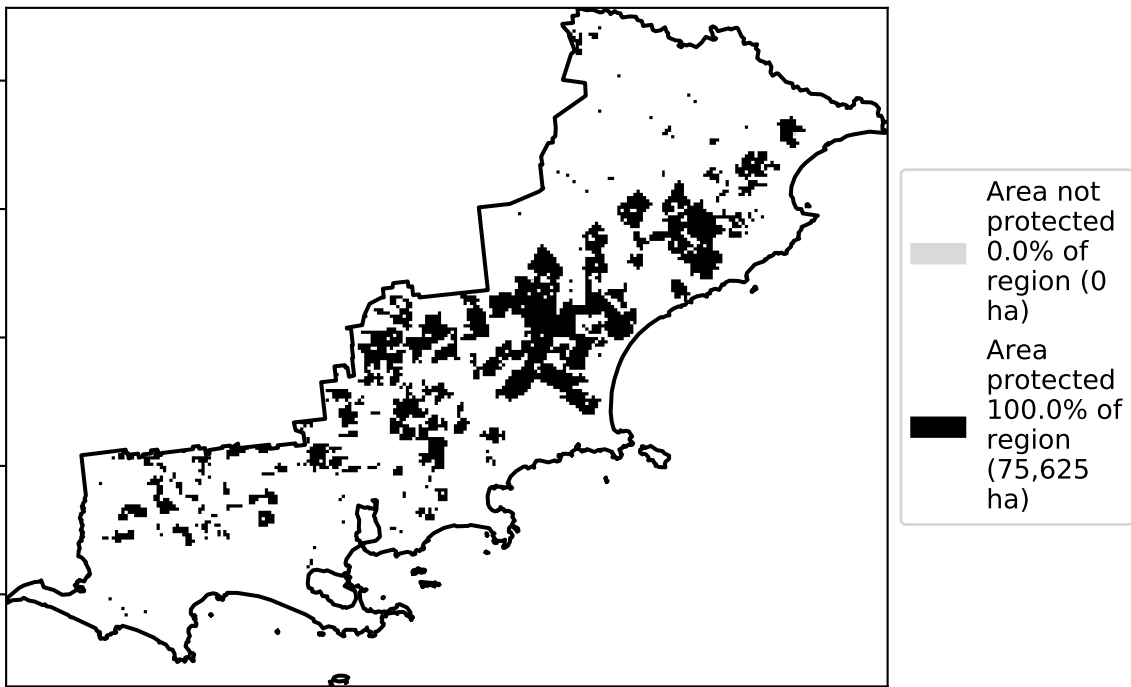 Area not
protected
0.0% of
region (0
ha)
Area
protected
100.0% of
region
(75,625
ha)